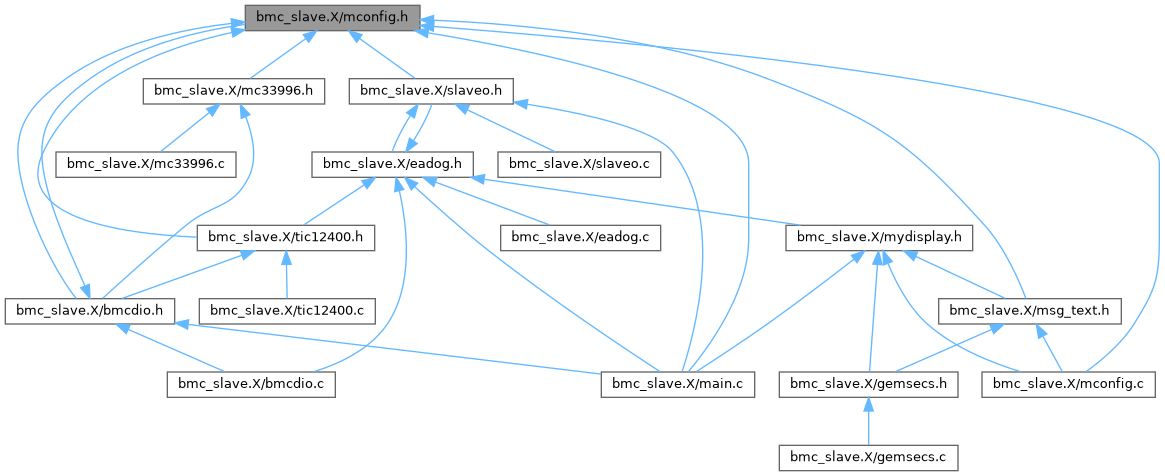 bmc_slave.X/mconfig.h
bmc_slave.X/mc33996.h
bmc_slave.X/slaveo.h
bmc_slave.X/mc33996.c
bmc_slave.X/eadog.h
bmc_slave.X/slaveo.c
bmc_slave.X/tic12400.h
bmc_slave.X/eadog.c
bmc_slave.X/mydisplay.h
bmc_slave.X/bmcdio.h
bmc_slave.X/tic12400.c
bmc_slave.X/msg_text.h
bmc_slave.X/bmcdio.c
bmc_slave.X/main.c
bmc_slave.X/gemsecs.h
bmc_slave.X/mconfig.c
bmc_slave.X/gemsecs.c